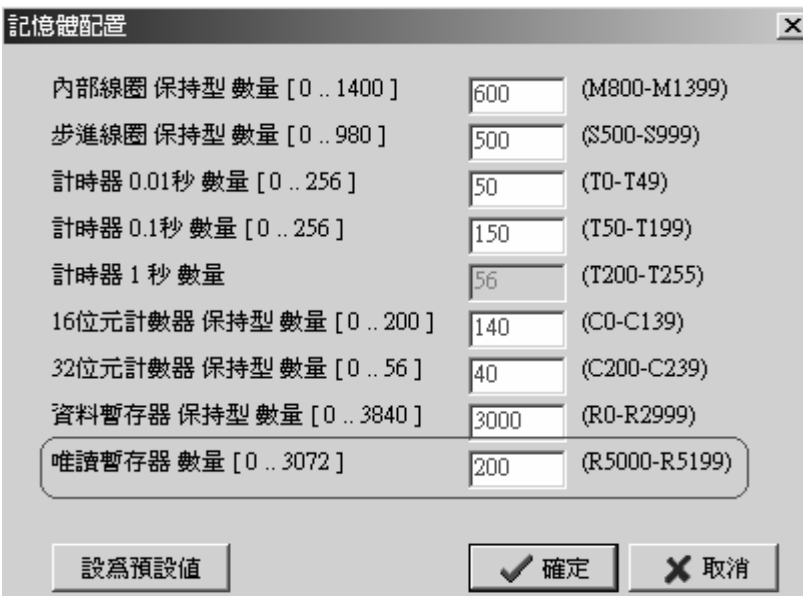 記憶體配置
內部線圈 保持型 數量 [ 0 .. 1400 ] 600 (M800-M1399)
步進線圈 保持型 數量 [ 0 .. 980 ] 500 (S500-S999)
計時器 0.01秒 數量 [ 0 .. 256 ] 50 (T0-T49)
計時器 0.1秒 數量 [ 0 .. 256 ] 150 (T50-T199)
計時器 1 秒 數量 56 (T200-T255)
16位元計數器 保持型 數量 [ 0 .. 200 ] 140 (C0-C139)
32位元計數器 保持型 數量 [ 0 .. 56 ] 40 (C200-C239)
資料暫存器 保持型 數量 [ 0 .. 3840 ] 3000 (R0-R2999)
唯讀暫存器 數量 [ 0 .. 3072 ] 200 (R5000-R5199)
設爲預設値 確定 取消